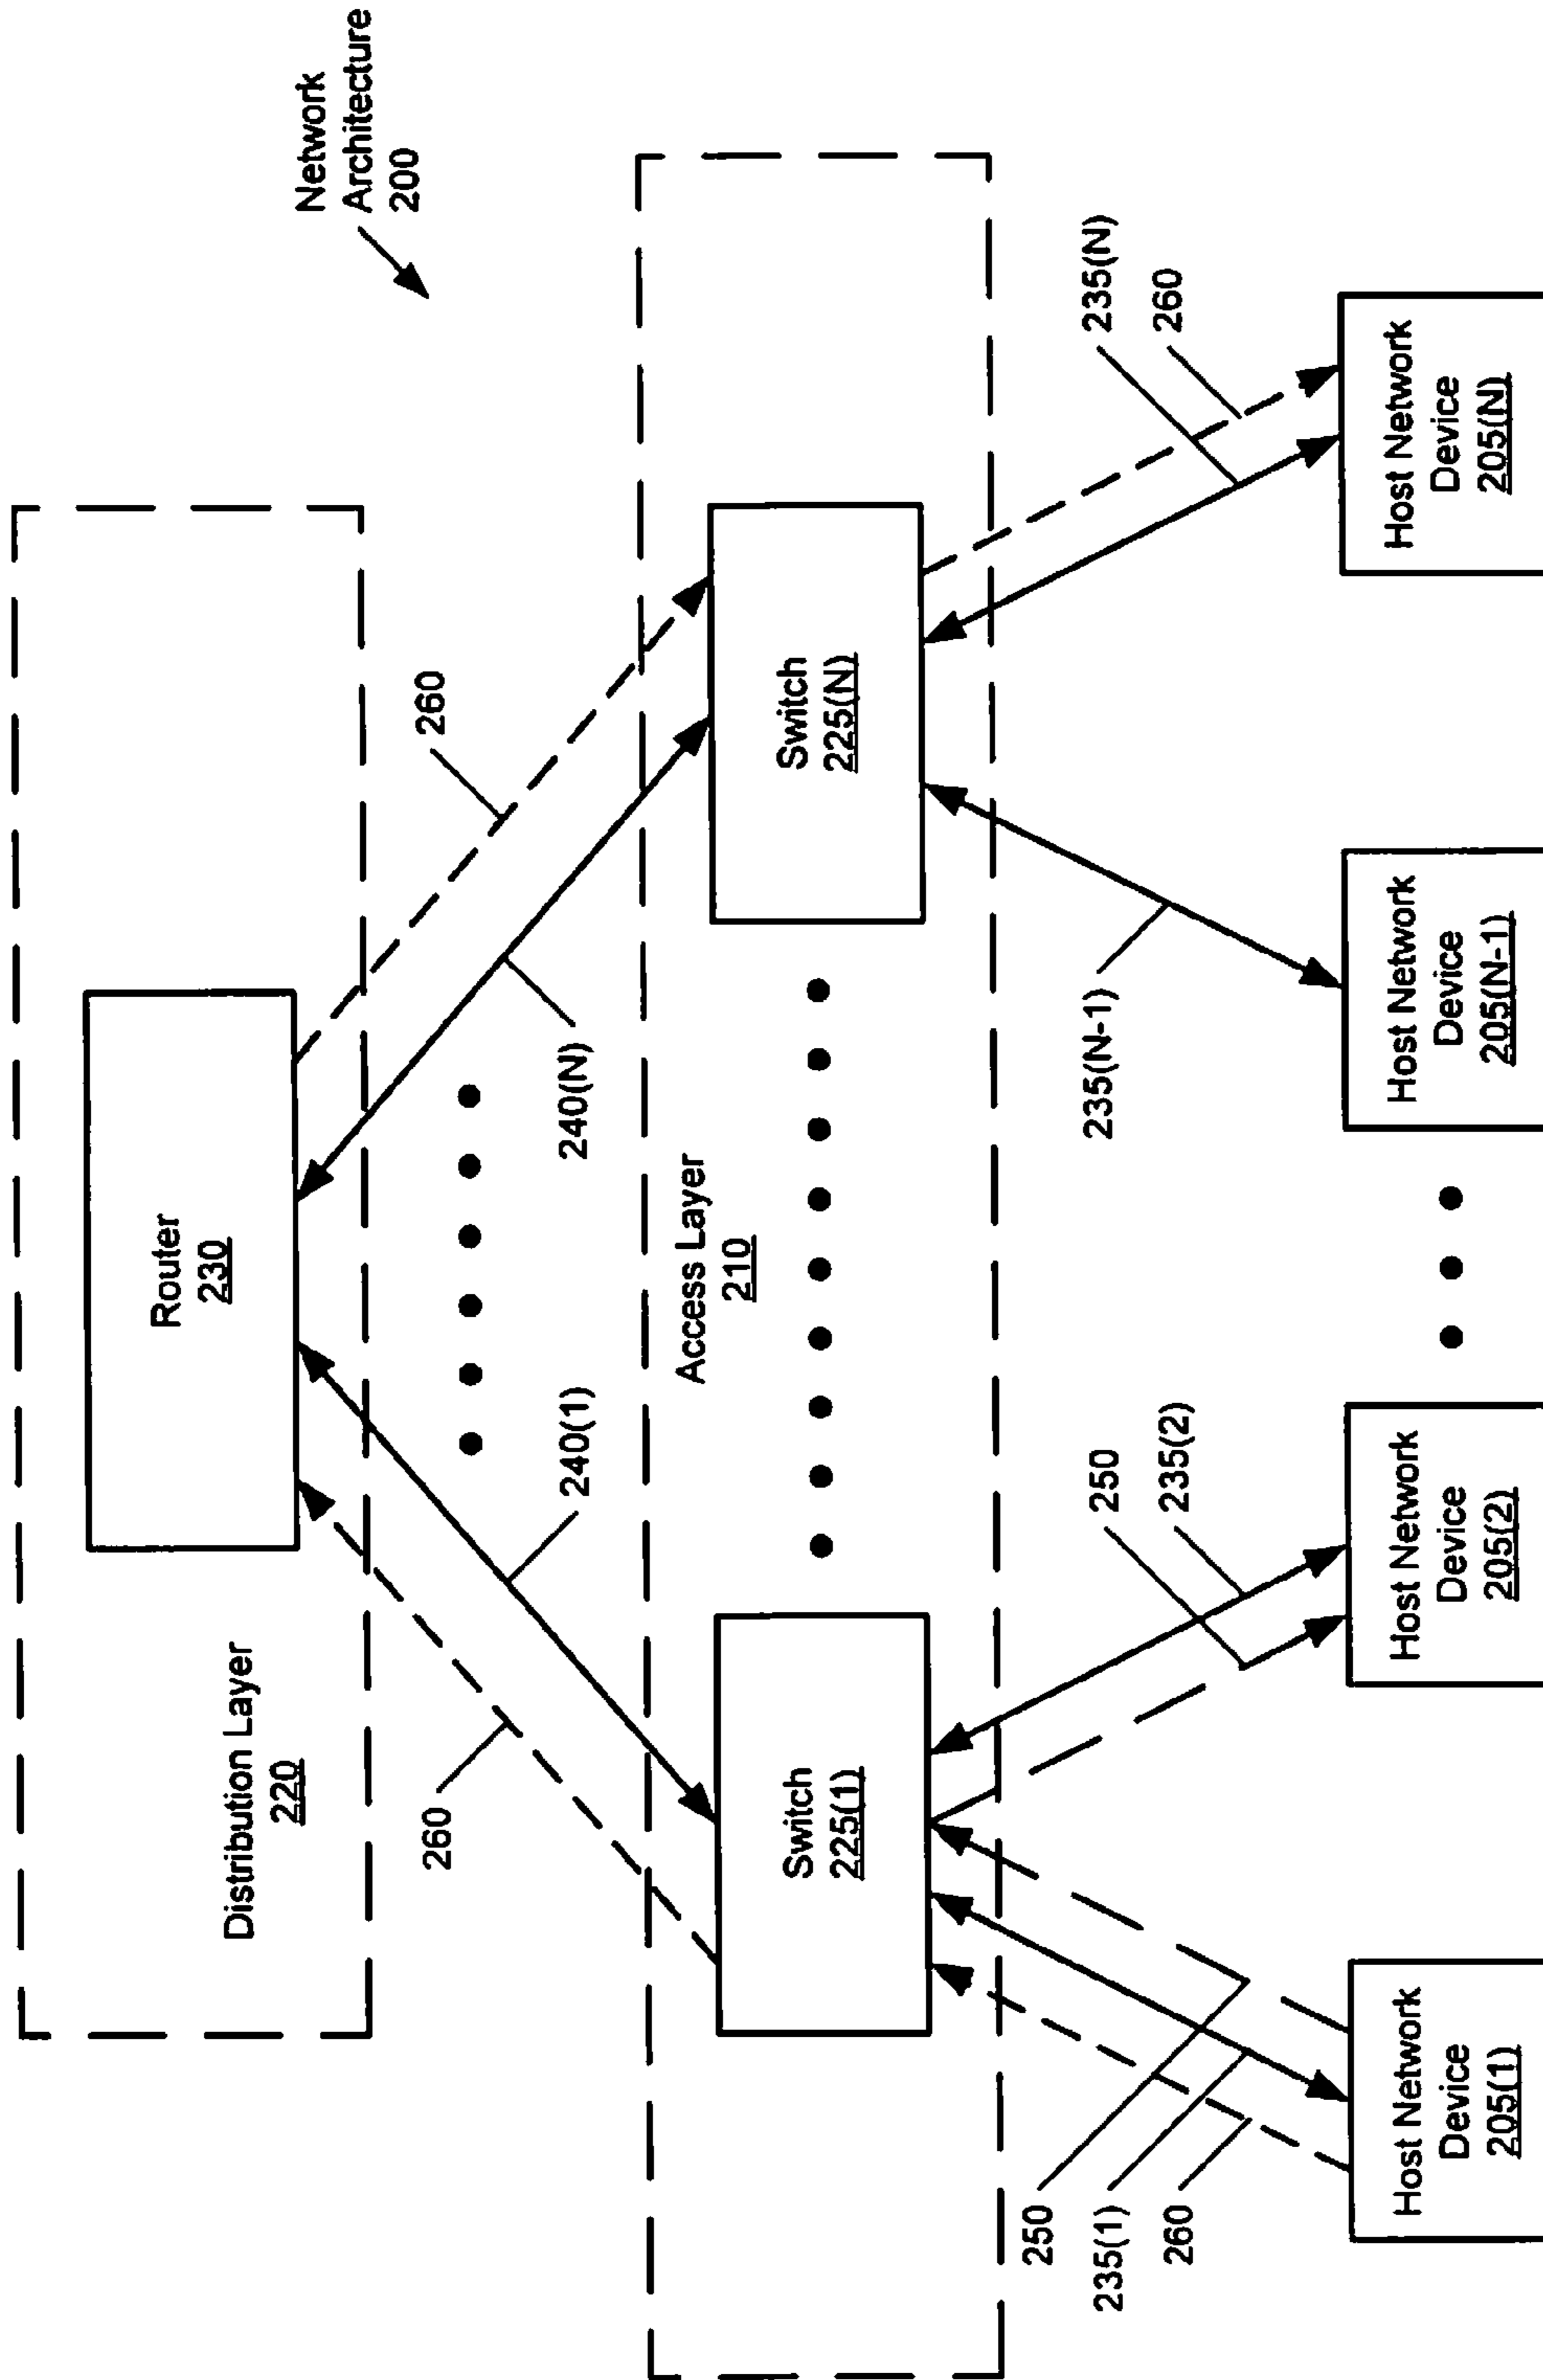 Network
Architecture
200
Router
230
Distribution Layer
220
260
240(1)
240(N)
260
Access Layer
210
Switch
225(1)
Switch
225(N)
250
235(1)
260
250
235(2)
235(N-1)
235(N)
260
Host Network
Device
205(1)
Host Network
Device
205(2)
Host Network
Device
205(N-1)
Host Network
Device
205(N)